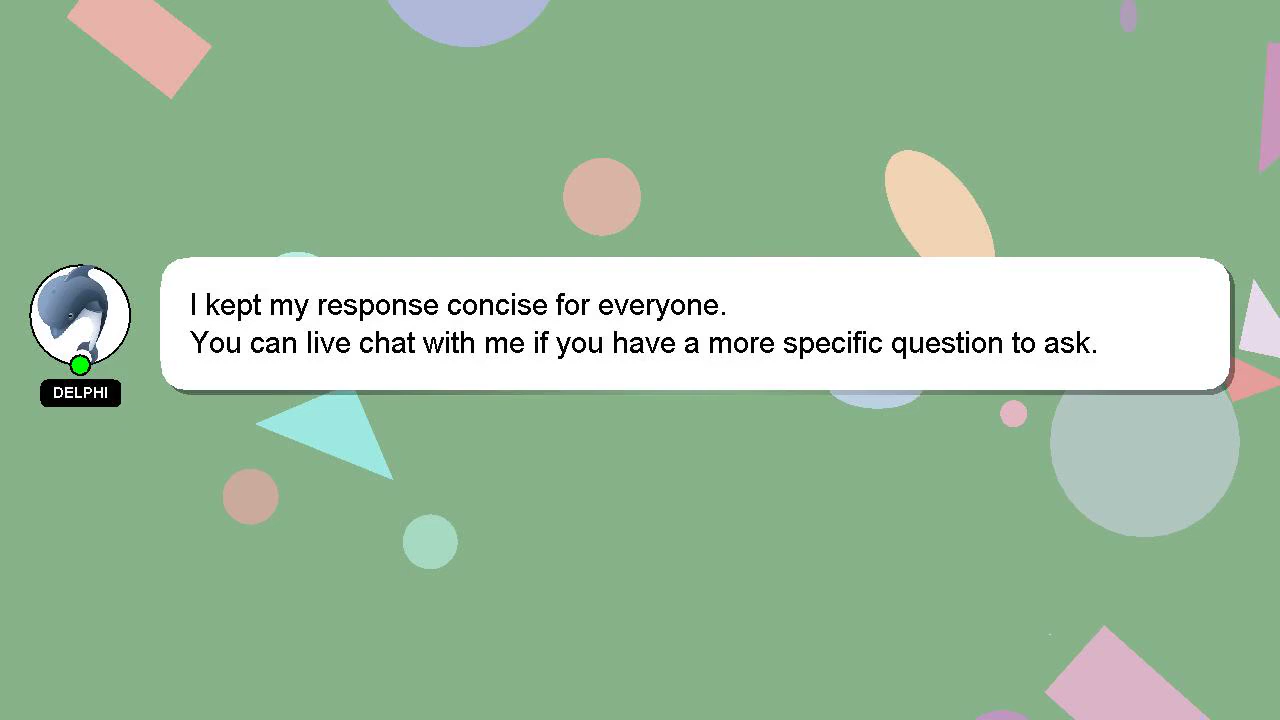 I kept my response concise for everyone.
You can live chat with me if you have a more specific question to ask.
DELPHI